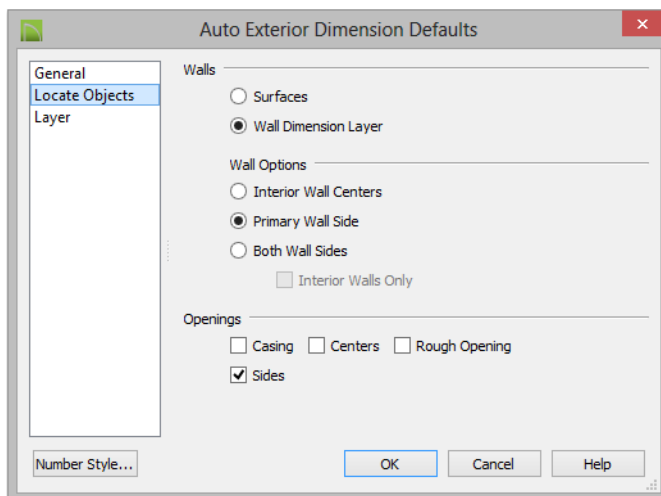 Auto Exterior Dimension Defaults
General
Locate Objects
Layer
Walls
Surfaces
Wall Dimension Layer
Wall Options
Interior Wall Centers
Primary Wall Side
Both Wall Sides
Interior Walls Only
Openings
Casing Centers Rough Opening
Sides
Number Style... OK Cancel Help